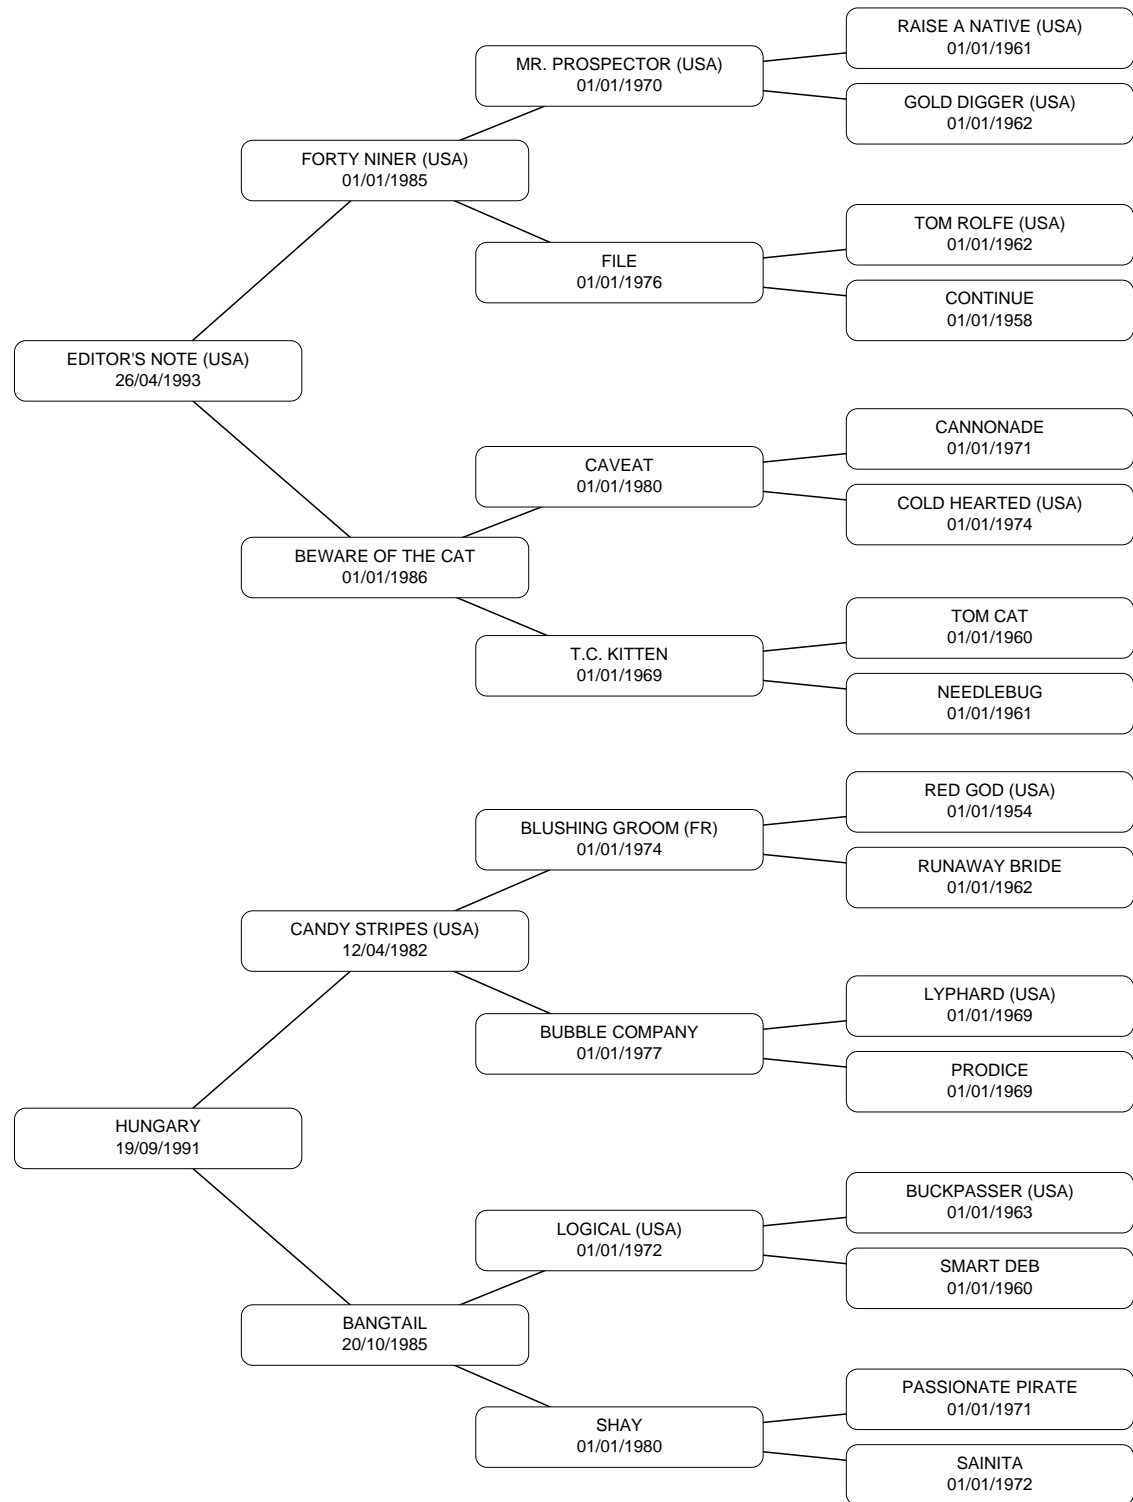 RAISE A NATIVE (USA)
01/01/1961
MR. PROSPECTOR (USA)
01/01/1970
GOLD DIGGER (USA)
01/01/1962
FORTY NINER (USA)
01/01/1985
TOM ROLFE (USA)
01/01/1962
FILE
01/01/1976
CONTINUE
01/01/1958
EDITOR'S NOTE (USA)
26/04/1993
CANNONADE
01/01/1971
CAVEAT
01/01/1980
COLD HEARTED (USA)
01/01/1974
BEWARE OF THE CAT
01/01/1986
TOM CAT
01/01/1960
T.C. KITTEN
01/01/1969
NEEDLEBUG
01/01/1961
RED GOD (USA)
01/01/1954
BLUSHING GROOM (FR)
01/01/1974
RUNAWAY BRIDE
01/01/1962
CANDY STRIPES (USA)
12/04/1982
LYPHARD (USA)
01/01/1969
BUBBLE COMPANY
01/01/1977
PRODICE
01/01/1969
HUNGARY
19/09/1991
BUCKPASSER (USA)
01/01/1963
LOGICAL (USA)
01/01/1972
SMART DEB
01/01/1960
BANGTAIL
20/10/1985
PASSIONATE PIRATE
01/01/1971
SHAY
01/01/1980
SAINITA
01/01/1972